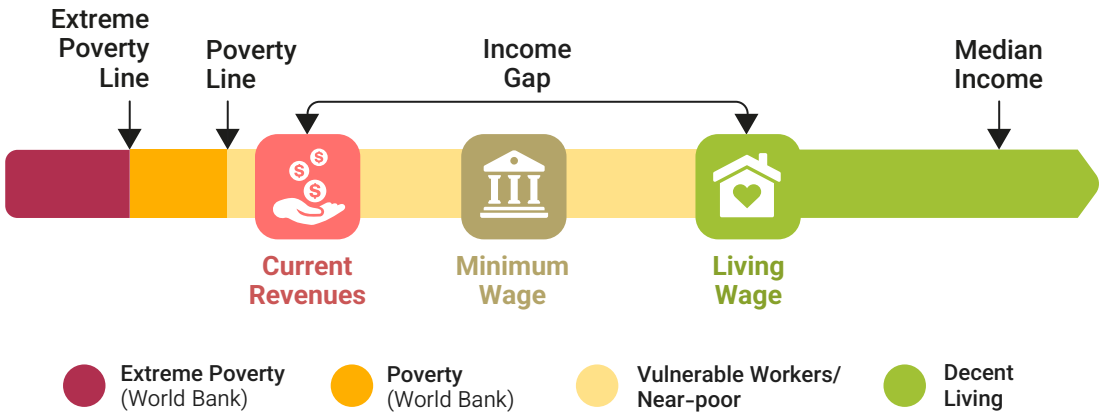 Extreme
Poverty
Line
Poverty
Line
Income
Gap
Median
Income
$
$
$
Current
Revenues
Minimum
Wage
Living
Wage
Extreme Poverty
(World Bank)
Poverty
(World Bank)
Vulnerable Workers/
Near-poor
Decent
Living